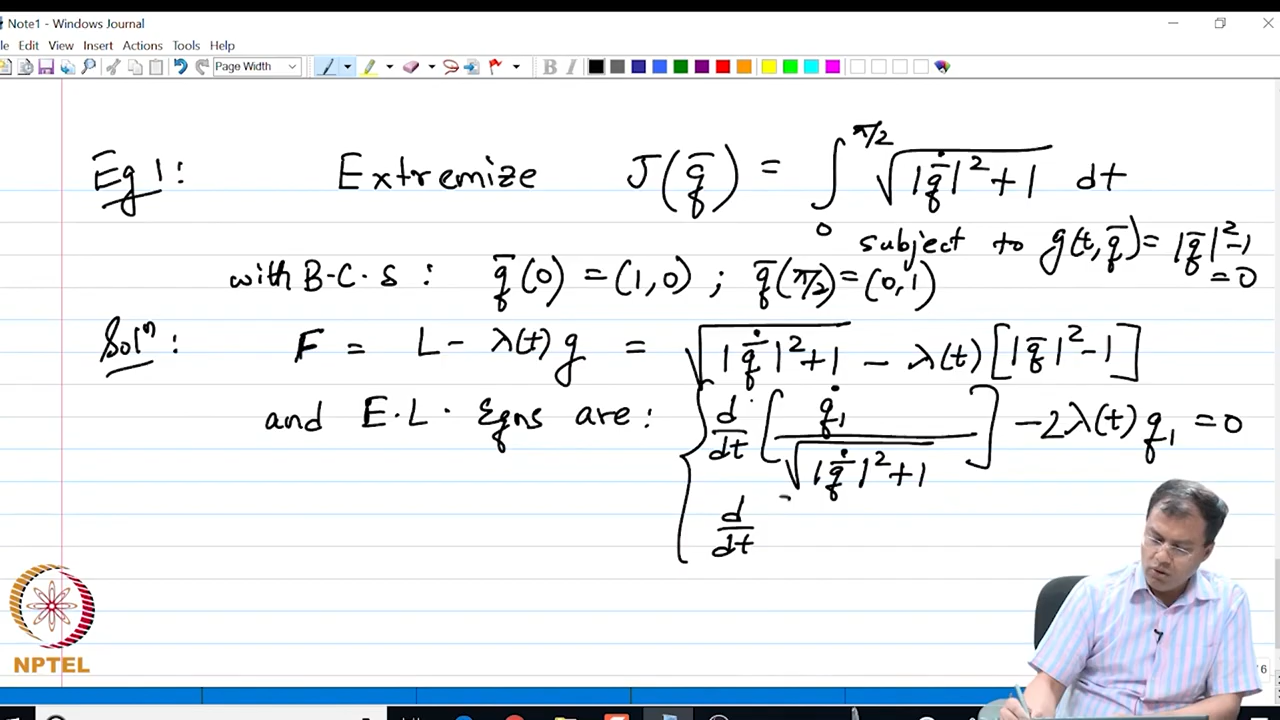 Note1 - Windows Journal
le Edit View Insert Actions Tools Help
Page Width B I
Eg 1: Extremize J(q̄) = ∫₀^{π/2} √(|q̄̇|² + 1) dt
subject to g(t, q̄) = |q̄|² - 1 = 0
with B.C.s : q̄(0) = (1, 0) ; q̄(π/2) = (0, 1)
Solⁿ: F = L - λ(t) g = √(|q̄̇|² + 1) - λ(t) [|q̄|² - 1]
and E.L. Eqns are: { d/dt [ q̇₁ / √(|q̄̇|² + 1) ] - 2λ(t) q₁ = 0
d/dt
NPTEL